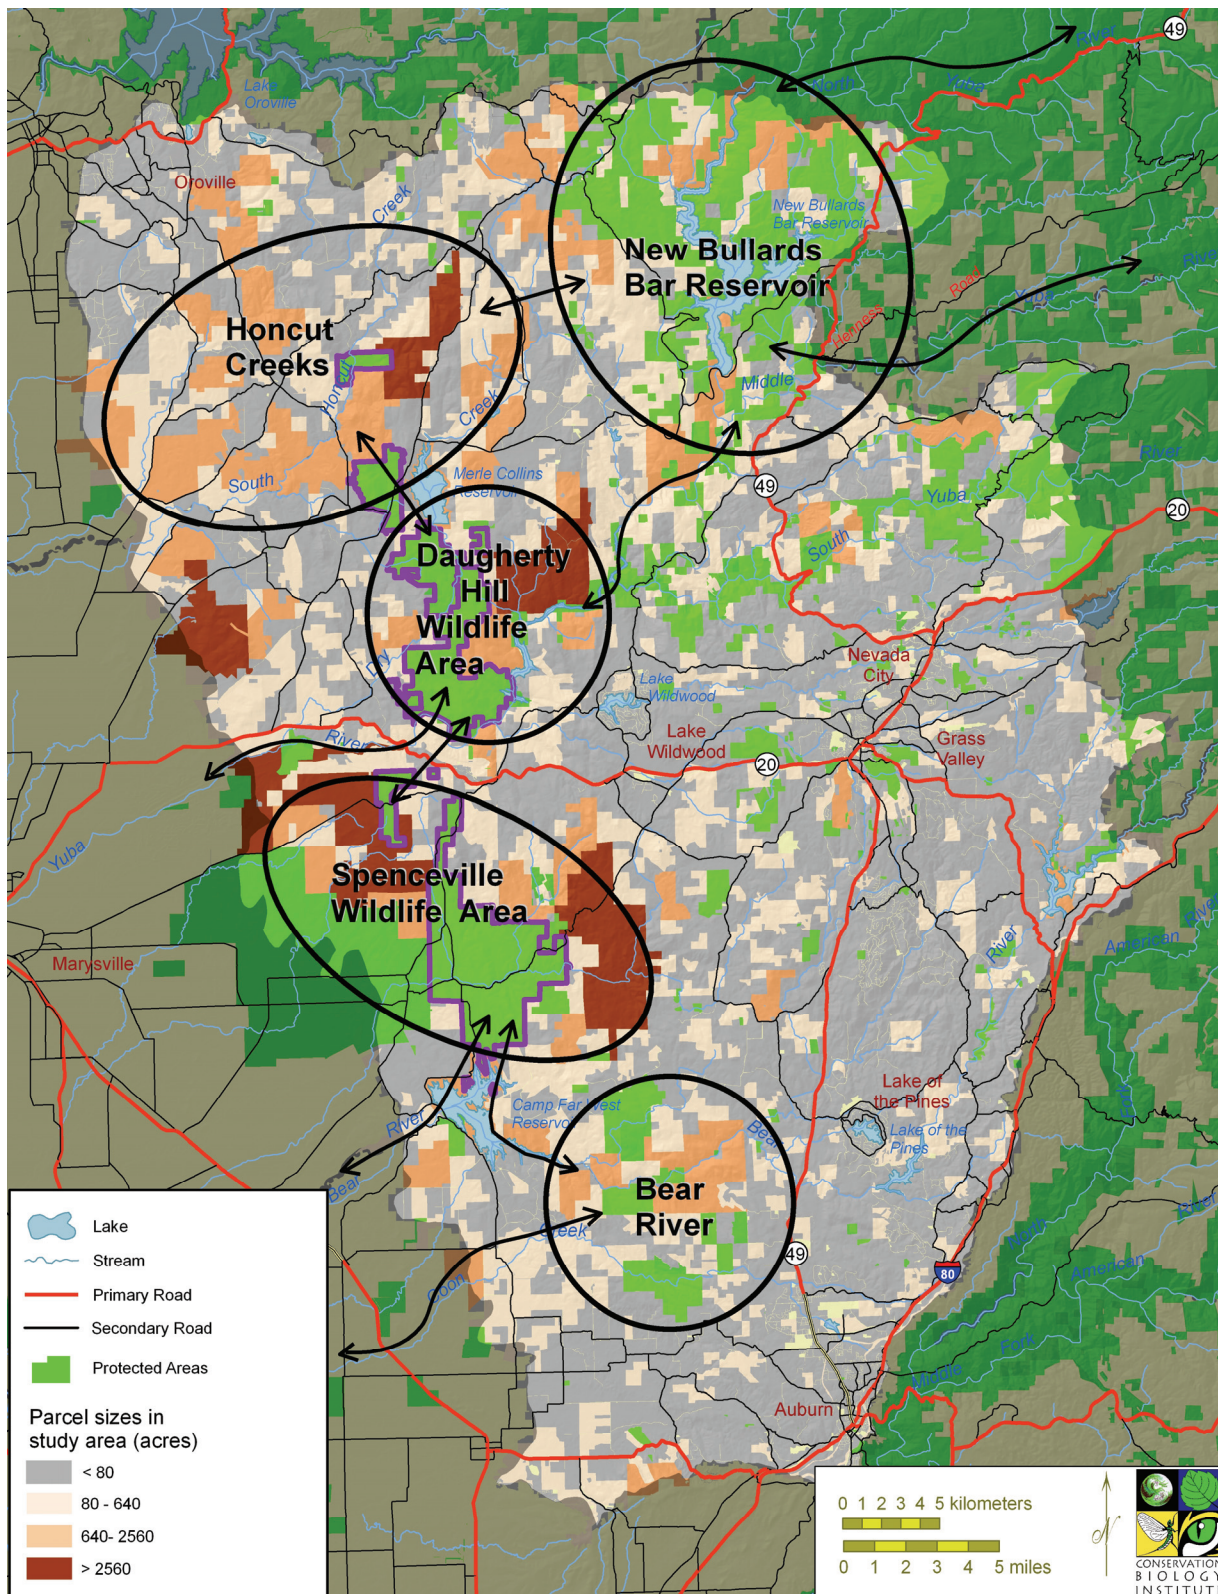 49
River
North
Yuba
Lake
Oroville
Oroville
Creek
New Bullards
Bar Reservoir
New Bullards
Bar Reservoir
River
Yuba
Road
Henness
Honcut
Creeks
Honcut
Middle
Creek
South
Merle Collins
Reservoir
49
River
20
Yuba
South
Daugherty
Hill
Wildlife
Area
Dry
Nevada
City
Lake
Wildwood
Lake
Wildwood
River
20
Grass
Valley
Yuba
Spenceville
Wildlife Area
Marysville
River
American
River
Lake of
the Pines
Fork
Camp Far West
Reservoir
River
Bear
Bear
Lake of the
Pines
Bear
River
Creek
Coon
49
80
North
River
American
Fork
Middle
Auburn
Lake
Stream
Primary Road
Secondary Road
Protected Areas
Parcel sizes in
study area (acres)
< 80
80 - 640
640- 2560
> 2560
0 1 2 3 4 5 kilometers
0 1 2 3 4 5 miles
N
CONSERVATION
BIOLOGY
INSTITUTE